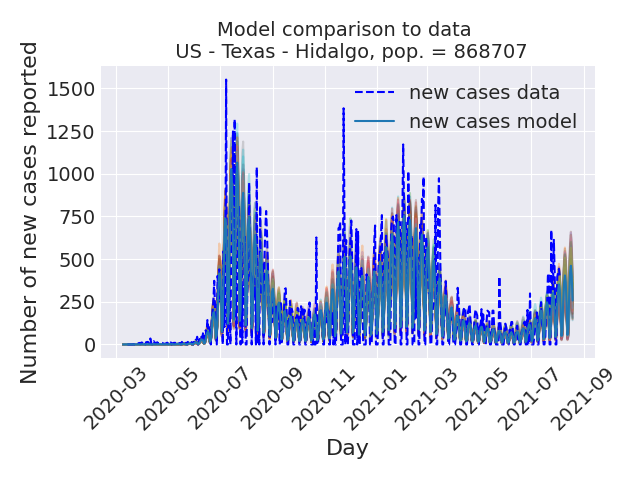 Model comparison to data
US - Texas - Hidalgo, pop. = 868707
Number of new cases reported
1500
1250
1000
750
500
250
0
new cases data
new cases model
2020-03
2020-05
2020-07
2020-09
2020-11
2021-01
2021-03
2021-05
2021-07
2021-09
Day